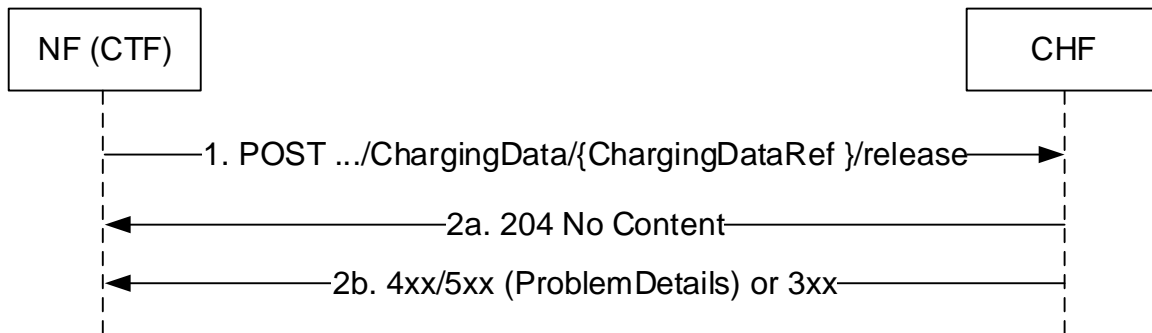 NF (CTF)
CHF
1. POST .../ChargingData/{ChargingDataRef }/release
2a. 204 No Content
2b. 4xx/5xx (ProblemDetails) or 3xx